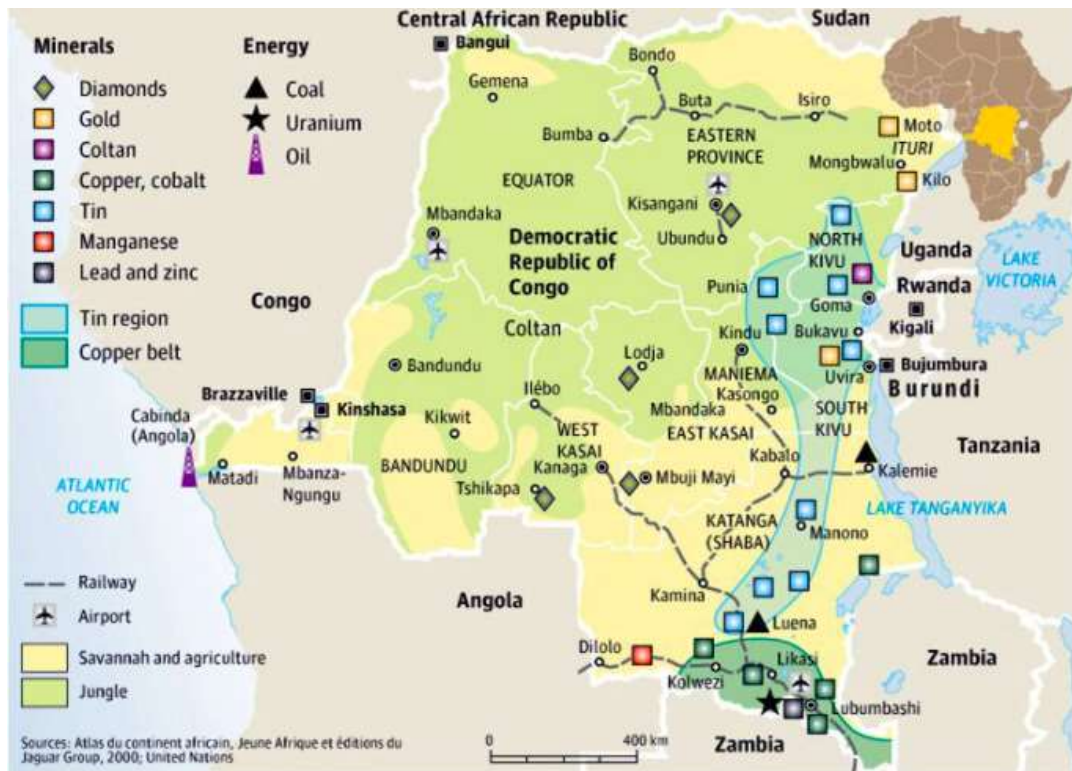 Minerals
Diamonds
Gold
Coltan
Copper, cobalt
Tin
Manganese
Lead and zinc
Tin region
Copper belt
Energy
Coal
Uranium
Oil
Central African Republic
Sudan
Bangui
Gemena
Bondo
Buta
Isiro
Bumba
EASTERN
PROVINCE
Moto
ITURI
Mongbwalu
Kilo
EQUATOR
Mbandaka
Kisangani
Ubundu
Democratic
Republic of
Congo
NORTH
KIVU
Uganda
LAKE
VICTORIA
Rwanda
Kigali
Congo
Punia
Goma
Coltan
Kindu
Bukavu
Bandundu
Lodja
MANIEMA
Uvira
Bujumbura
Burundi
Brazzaville
Kinshasa
Ilébo
Mbandaka
Kasongo
Cabinda
(Angola)
Kikwit
WEST
KASAI
EAST KASAI
SOUTH
KIVU
Tanzania
Matadi
Mbanza-
Ngungu
BANDUNDU
Kanaga
Kabalo
Kalemie
ATLANTIC
OCEAN
Tshikapa
Mbuji Mayi
LAKE TANGANYIKA
KATANGA
(SHABA)
Manono
Railway
Airport
Savannah and agriculture
Jungle
Angola
Kamina
Luena
Dilolo
Kolwezi
Likasi
Lubumbashi
Zambia
Zambia
Sources: Atlas du continent africain, Jeune Afrique et éditions du
Jaguar Group, 2000; United Nations
0 400 km